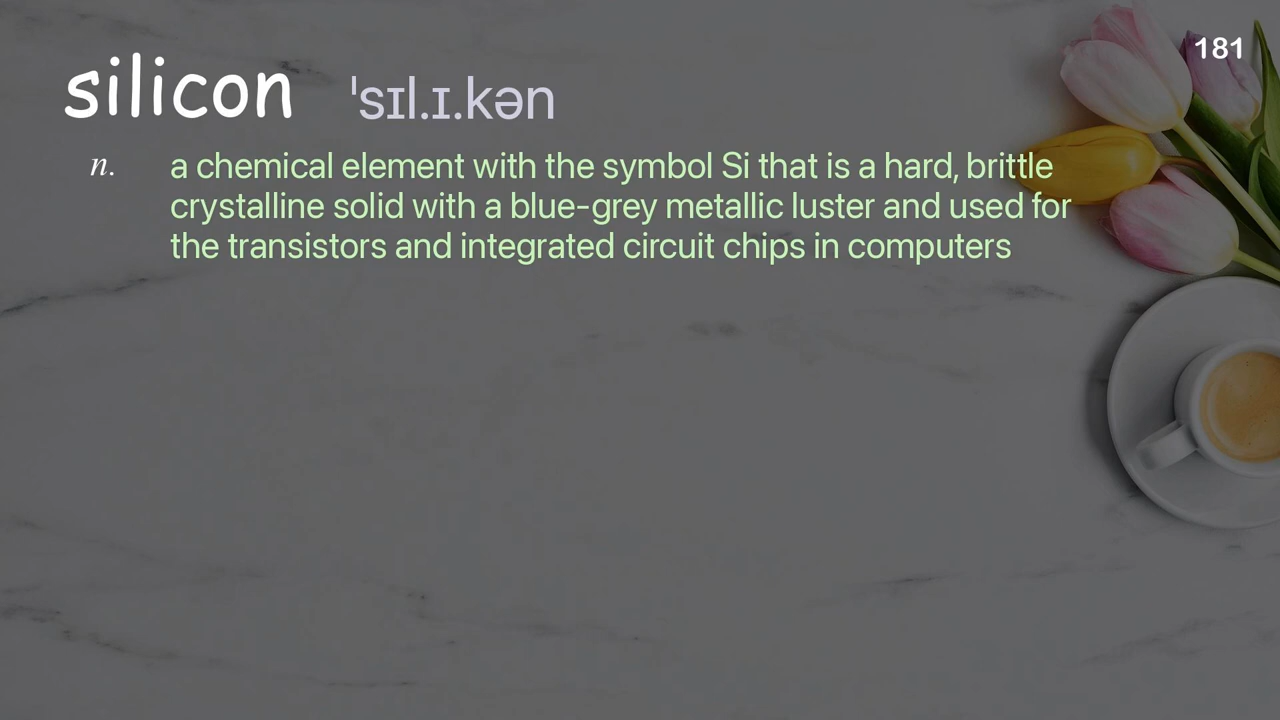 181
silicon ˈsɪl.ɪ.kən
n. a chemical element with the symbol Si that is a hard, brittle
crystalline solid with a blue-grey metallic luster and used for
the transistors and integrated circuit chips in computers